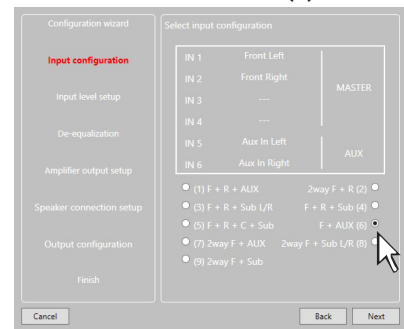 Configuration wizard
Input configuration
Input level setup
De-equalization
Amplifier output setup
Speaker connection setup
Output configuration
Finish
Select input configuration
IN 1 Front Left
IN 2 Front Right
IN 3 ---
IN 4 ---
MASTER
IN 5 Aux In Left
IN 6 Aux In Right
AUX
(1) F + R + AUX 2way F + R (2)
(3) F + R + Sub L/R F + R + Sub (4)
(5) F + R + C + Sub F + AUX (6)
(7) 2way F + AUX 2way F + Sub L/R (8)
(9) 2way F + Sub
Cancel Back Next